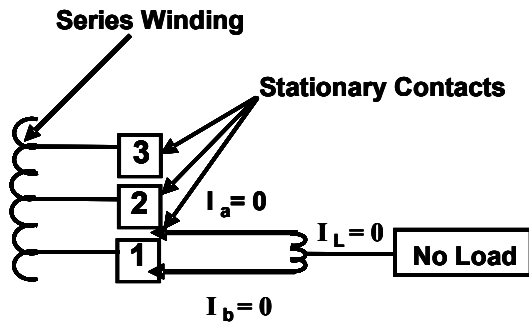 Series Winding
Stationary Contacts
3
2
I a = 0
I L = 0
1
No Load
I b = 0